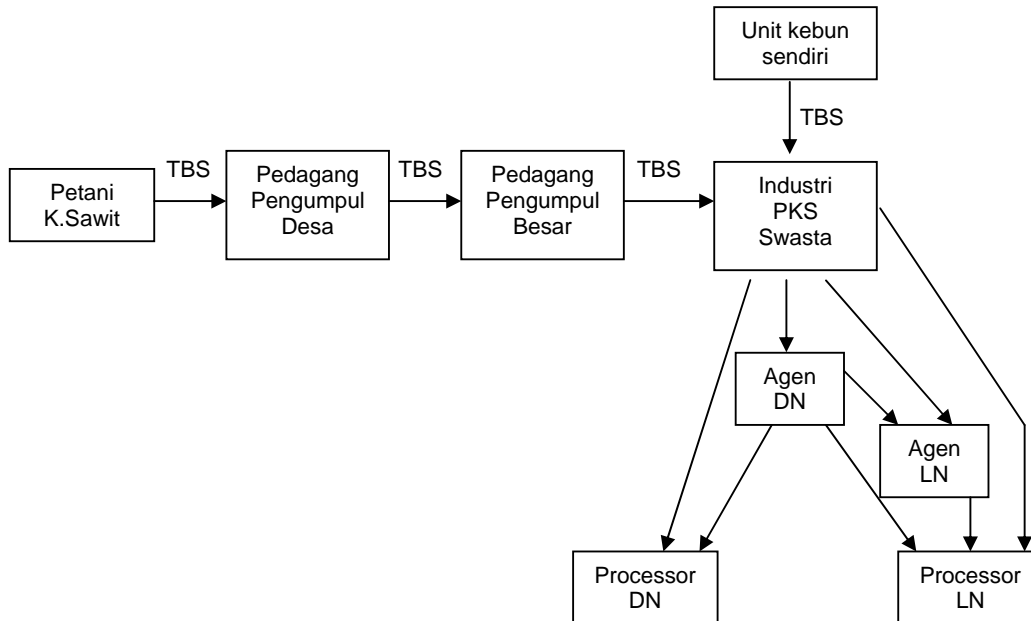 Unit kebun
sendiri
TBS
TBS
TBS
TBS
Petani
K.Sawit
Pedagang
Pengumpul
Desa
Pedagang
Pengumpul
Besar
Industri
PKS
Swasta
Agen
DN
Agen
LN
Processor
DN
Processor
LN